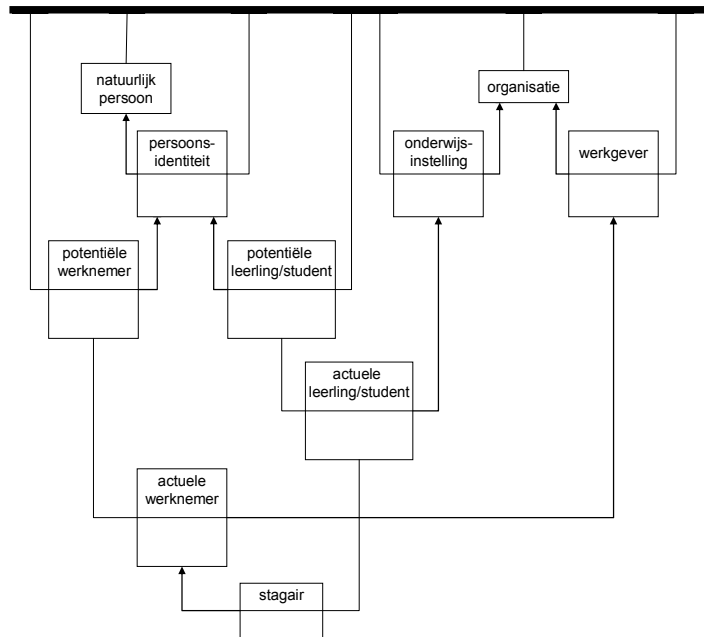 natuurlijk
persoon
organisatie
persoons-
identiteit
onderwijs-
instelling
werkgever
potentiële
werknemer
potentiële
leerling/student
actuele
leerling/student
actuele
werknemer
stagair